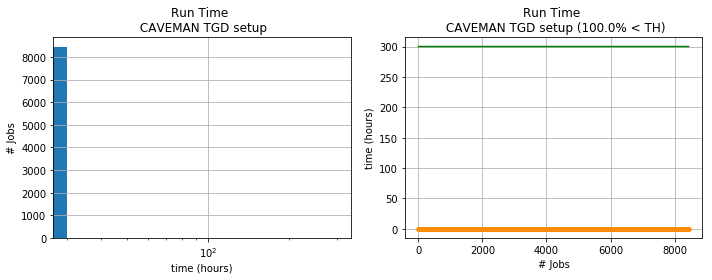 Run Time
CAVEMAN TGD setup
# Jobs
8000
7000
6000
5000
4000
3000
2000
1000
0
10²
time (hours)
Run Time
CAVEMAN TGD setup (100.0% < TH)
time (hours)
300
250
200
150
100
50
0
0 2000 4000 6000 8000
# Jobs